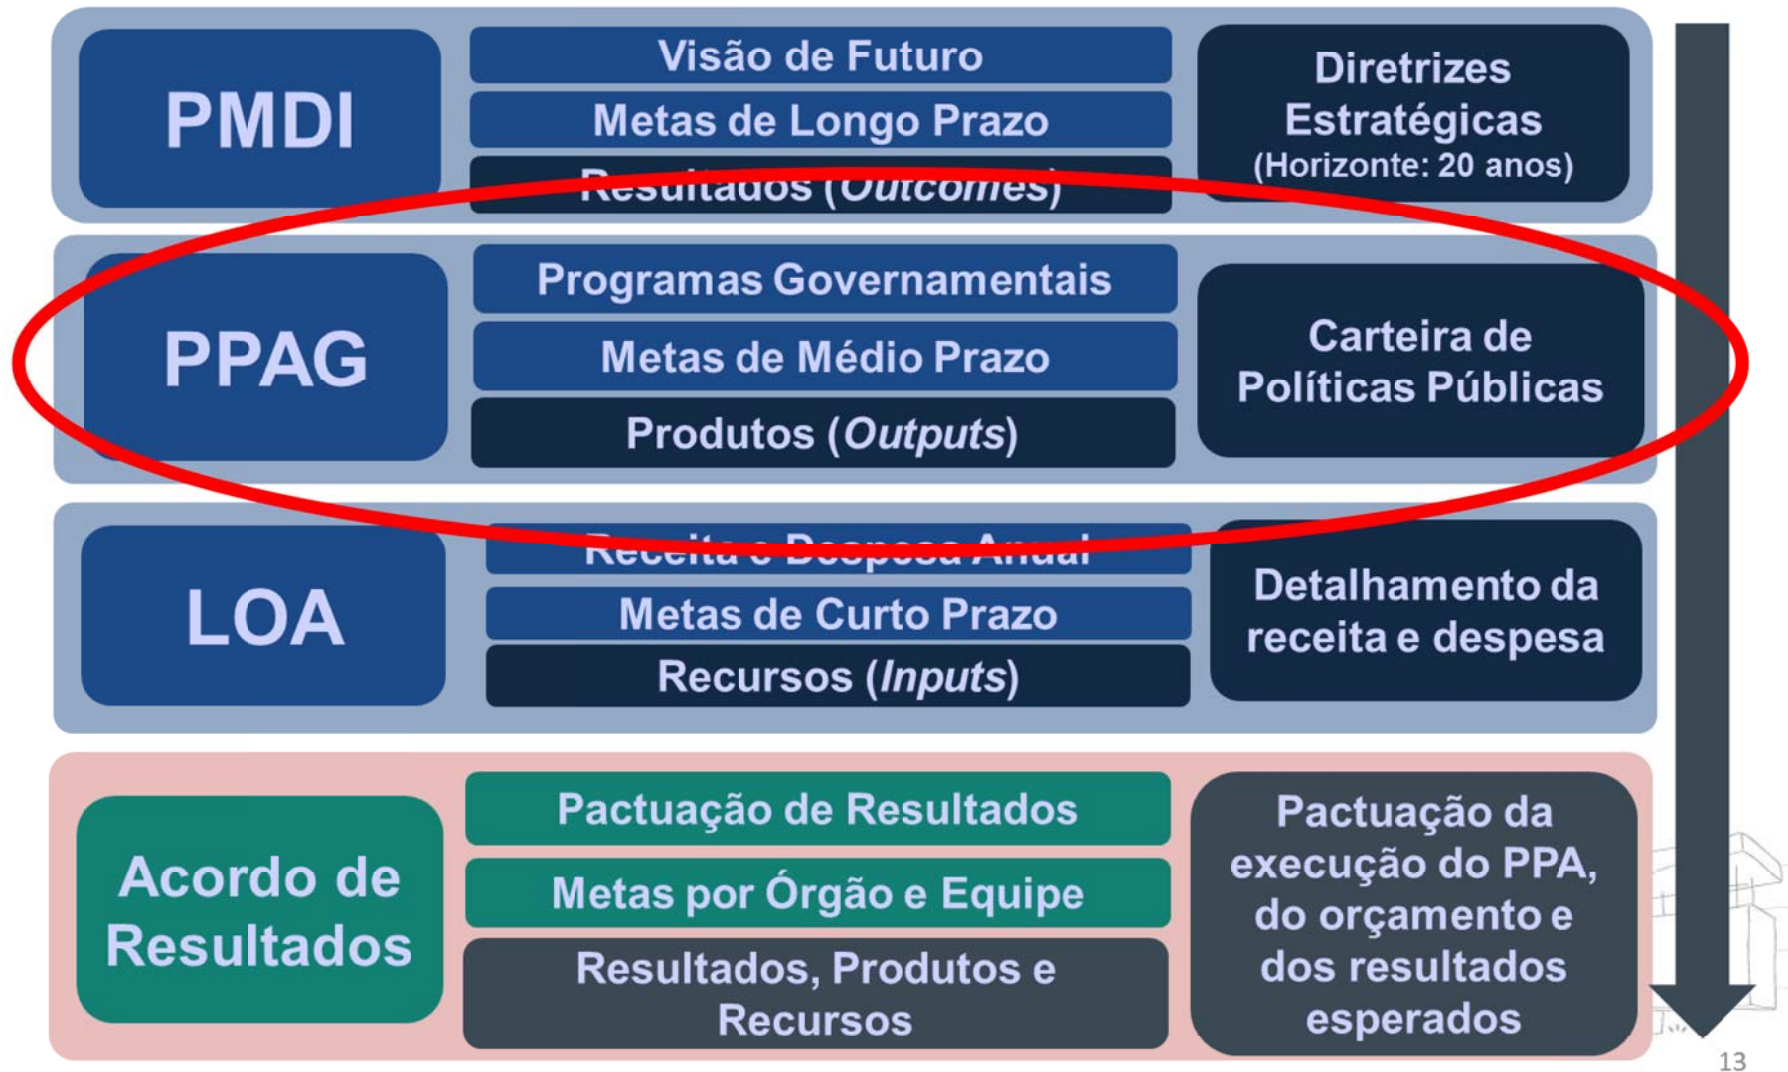 PMDI
Visão de Futuro
Metas de Longo Prazo
Resultados (Outcomes)
Diretrizes
Estratégicas
(Horizonte: 20 anos)
PPAG
Programas Governamentais
Metas de Médio Prazo
Produtos (Outputs)
Carteira de
Políticas Públicas
LOA
Receita e Despesa Anual
Metas de Curto Prazo
Recursos (Inputs)
Detalhamento da
receita e despesa
Acordo de
Resultados
Pactuação de Resultados
Metas por Órgão e Equipe
Resultados, Produtos e
Recursos
Pactuação da
execução do PPA,
do orçamento e
dos resultados
esperados
13